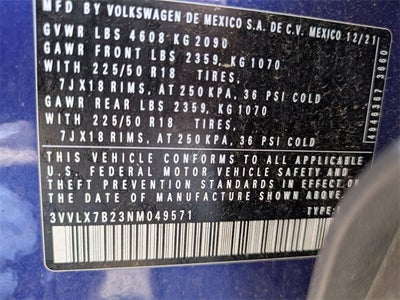 MFD BY VOLKSWAGEN DE MEXICO S.A. DE C.V. MEXICO 12/21
GVWR LBS 4608 KG 2090
GAWR FRONT LBS 2359, KG 1070
WITH 225/50 R18 TIRES,
7JX18 RIMS, AT 250 KPA, 36 PSI COLD
GAWR REAR LBS 2359, KG 1070
WITH 225/50 R18 TIRES,
7JX18 RIMS, AT 250 KPA, 36 PSI COLD
THIS VEHICLE CONFORMS TO ALL APPLICABLE
U.S. FEDERAL MOTOR VEHICLE SAFETY
THEFT PREVENTION STANDARDS IN EFFECT
THE DATE OF MANUFACTURE SHOWN
3VVLX7B23NM049571